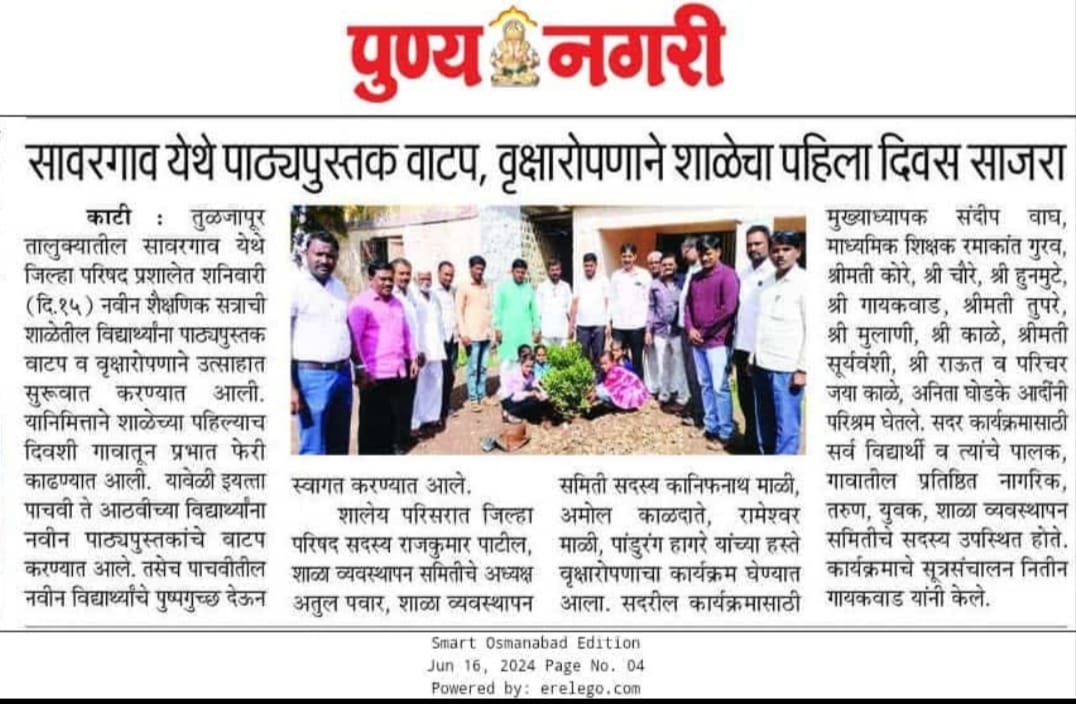 पुण्य नगरी
सावरगाव येथे पाठ्यपुस्तक वाटप, वृक्षारोपणाने शाळेचा पहिला दिवस साजरा
काटी : तुळजापूर
तालुक्यातील सावरगाव येथे
जिल्हा परिषद प्रशालेत शनिवारी
(दि.१५) नवीन शैक्षणिक सत्राची
शाळेतील विद्यार्थ्यांना पाठ्यपुस्तक
वाटप व वृक्षारोपणाने उत्साहात
सुरूवात करण्यात आली.
यानिमित्ताने शाळेच्या पहिल्याच
दिवशी गावातून प्रभात फेरी
काढण्यात आली. यावेळी इयत्ता
पाचवी ते आठवीच्या विद्यार्थ्यांना
नवीन पाठ्यपुस्तकांचे वाटप
करण्यात आले. तसेच पाचवीतील
नवीन विद्यार्थ्यांचे पुष्पगुच्छ देऊन
स्वागत करण्यात आले.
शालेय परिसरात जिल्हा
परिषद सदस्य राजकुमार पाटील,
शाळा व्यवस्थापन समितीचे अध्यक्ष
अतुल पवार, शाळा व्यवस्थापन
समिती सदस्य कानिफनाथ माळी,
अमोल काळदाते, रामेश्वर
माळी, पांडुरंग हागरे यांच्या हस्ते
वृक्षारोपणाचा कार्यक्रम घेण्यात
आला. सदरील कार्यक्रमासाठी
मुख्याध्यापक संदीप वाघ,
माध्यमिक शिक्षक रमाकांत गुरव,
श्रीमती कोरे, श्री चौरे, श्री हुनमुटे,
श्री गायकवाड, श्रीमती तुपरे,
श्री मुलाणी, श्री काळे, श्रीमती
सूर्यवंशी, श्री राऊत व परिचर
जया काळे, अनिता घोडके आदींनी
परिश्रम घेतले. सदर कार्यक्रमासाठी
सर्व विद्यार्थी व त्यांचे पालक,
गावातील प्रतिष्ठित नागरिक,
तरुण, युवक, शाळा व्यवस्थापन
समितीचे सदस्य उपस्थित होते.
कार्यक्रमाचे सूत्रसंचालन नितीन
गायकवाड यांनी केले.
Smart Osmanabad Edition
Jun 16, 2024 Page No. 04
Powered by: erelego.com